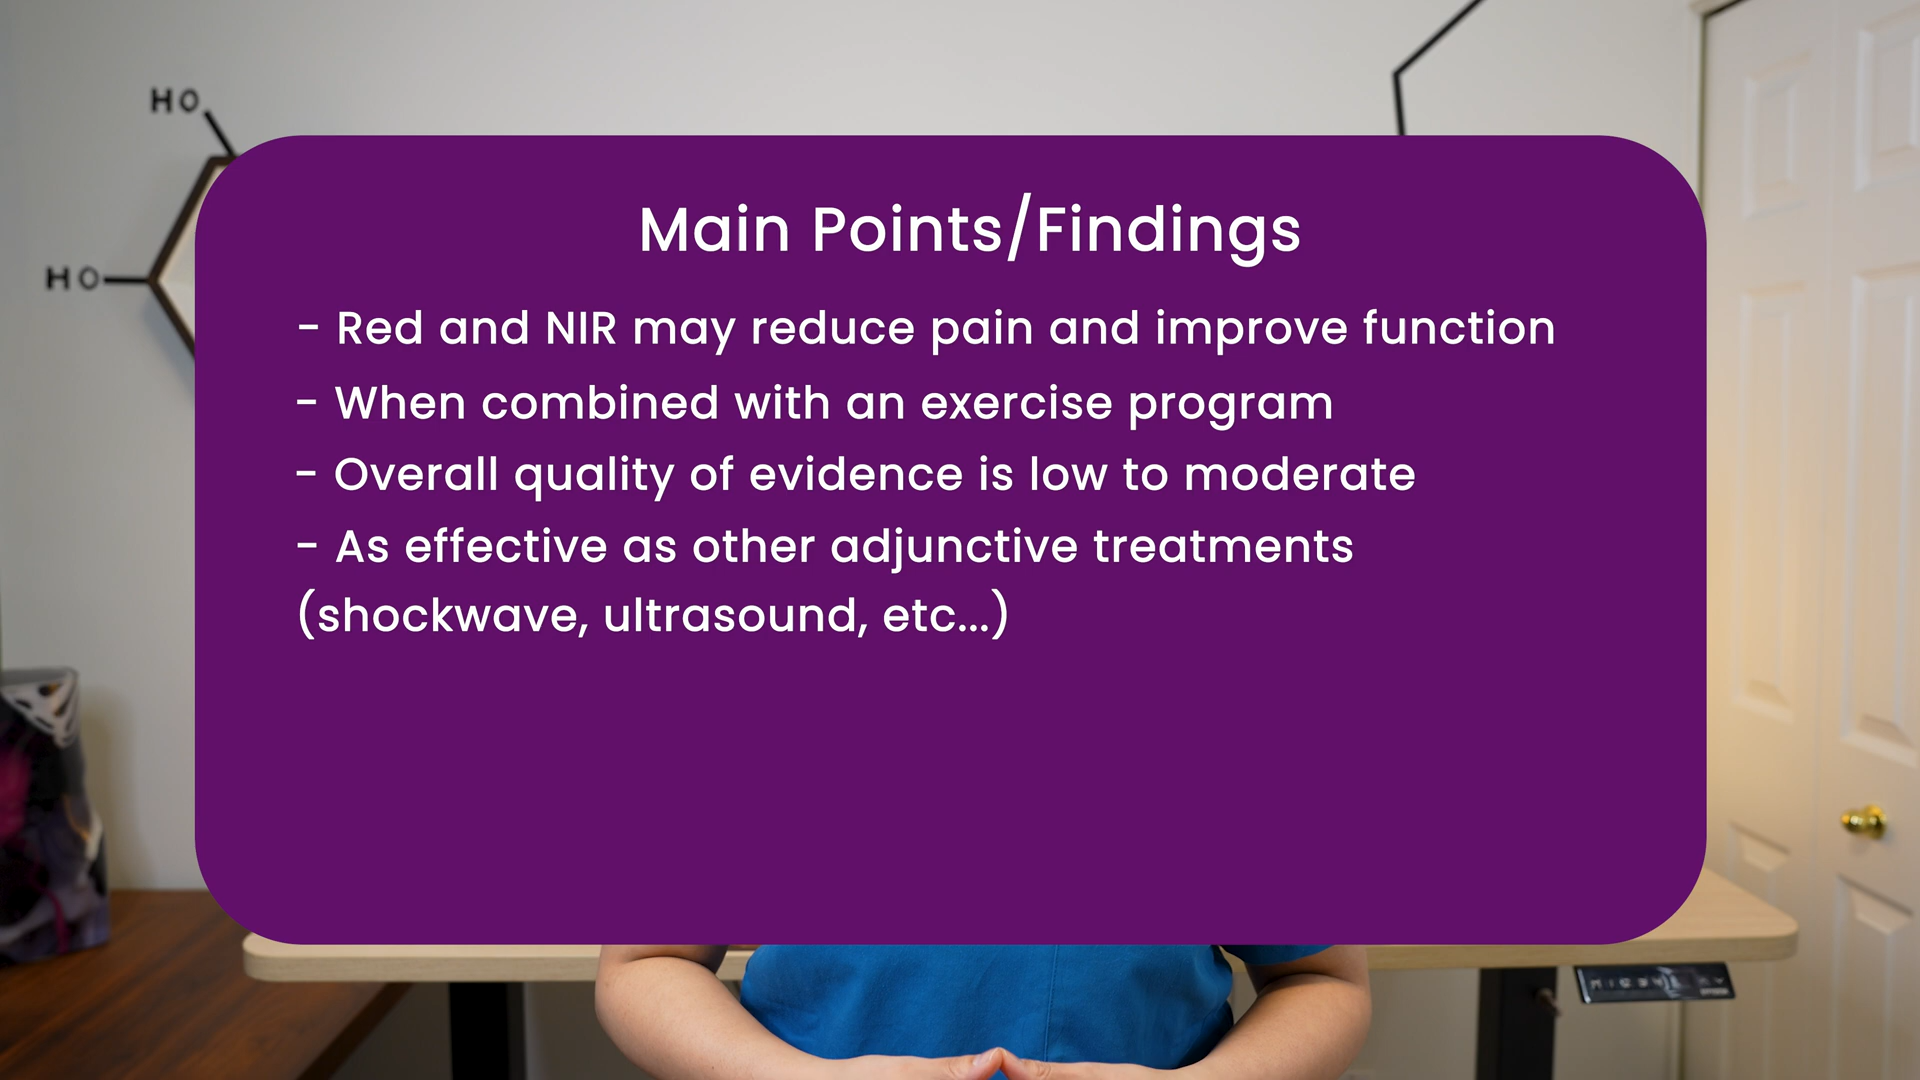 HO
HO
Main Points/Findings
- Red and NIR may reduce pain and improve function
- When combined with an exercise program
- Overall quality of evidence is low to moderate
- As effective as other adjunctive treatments
(shockwave, ultrasound, etc...)